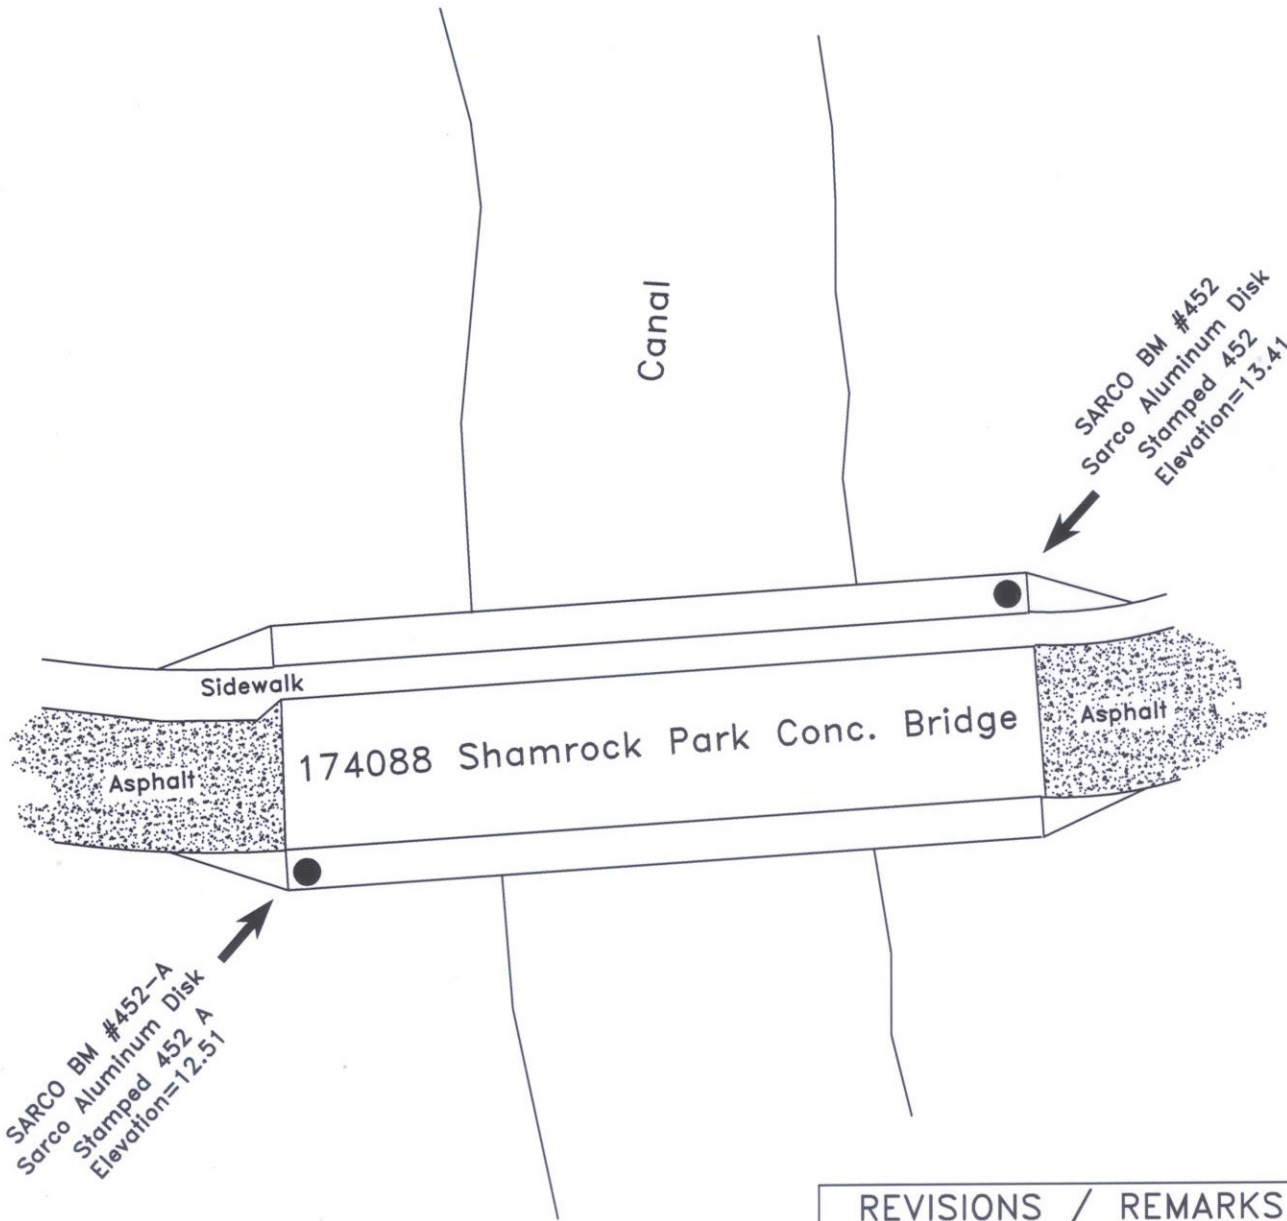 Canal
SARCO BM #452
Sarco Aluminum Disk
Stamped 452
Elevation=13.41
Sidewalk
Asphalt
174088 Shamrock Park Conc. Bridge
Asphalt
SARCO BM #452-A
Sarco Aluminum Disk
Stamped 452 A
Elevation=12.51
REVISIONS / REMARKS